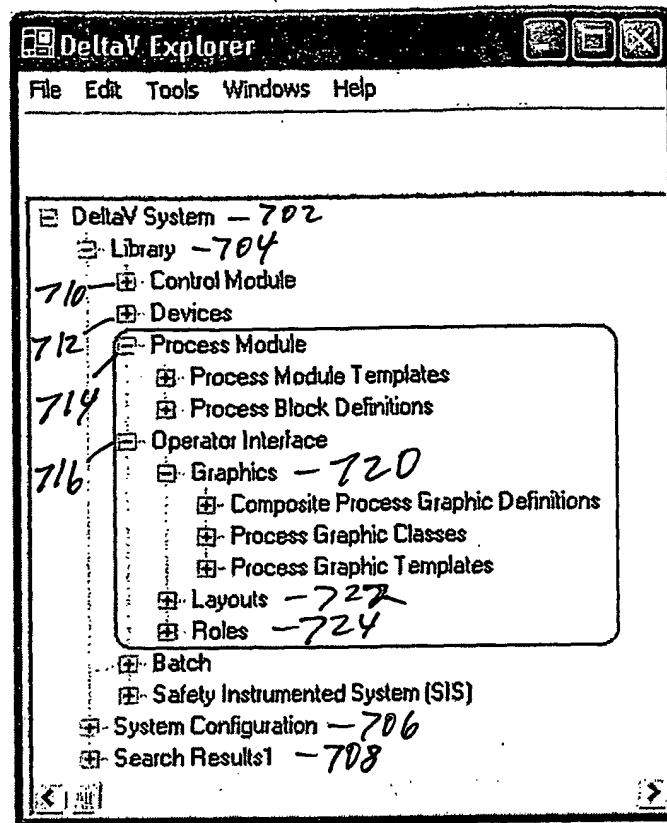 DeltaV Explorer
File Edit Tools Windows Help
DeltaV System - 702
Library - 704
710 Control Module
Devices
712 Process Module
Process Module Templates
714 Process Block Definitions
Operator Interface
716 Graphics - 720
Composite Process Graphic Definitions
Process Graphic Classes
Process Graphic Templates
Layouts - 722
Roles - 724
Batch
Safety Instrumented System (SIS)
System Configuration - 706
Search Results1 - 708